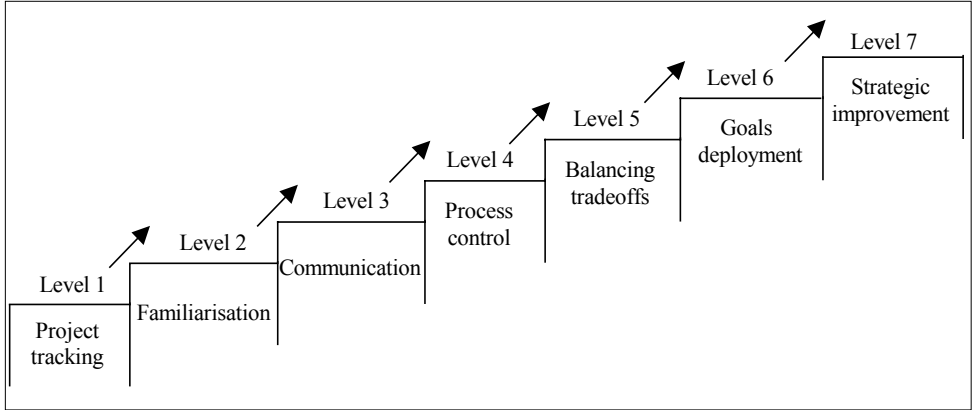 Level 1
Project
tracking
Level 2
Familiarisation
Level 3
Communication
Level 4
Process
control
Level 5
Balancing
tradeoffs
Level 6
Goals
deployment
Level 7
Strategic
improvement